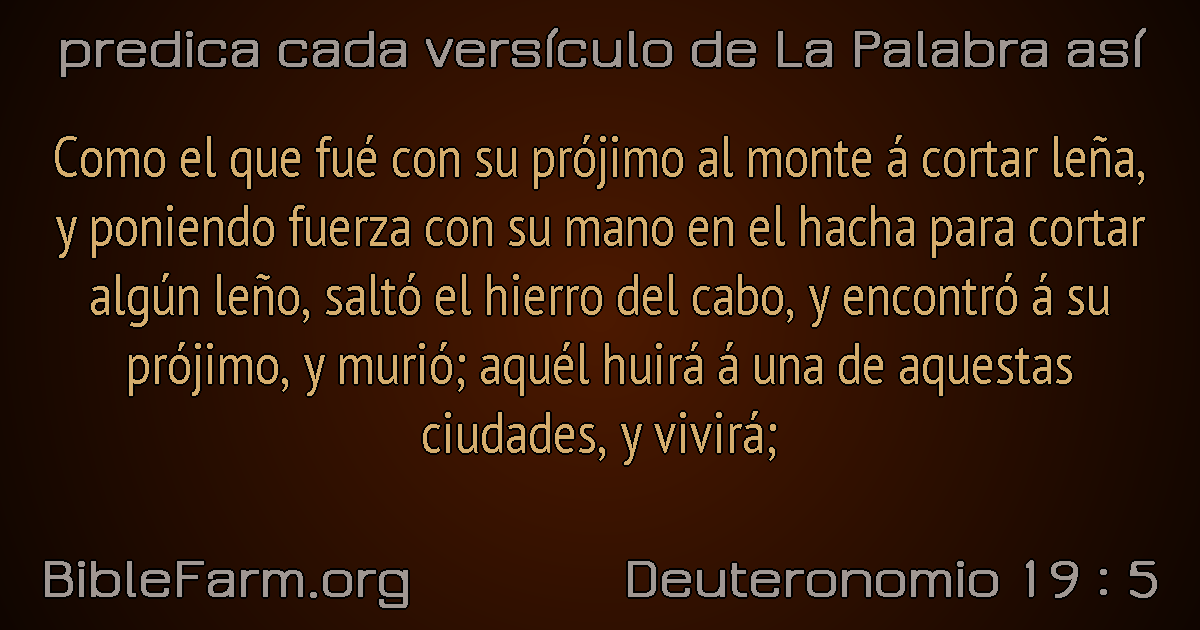 predica cada versículo de La Palabra así
Como el que fué con su prójimo al monte á cortar leña,
y poniendo fuerza con su mano en el hacha para cortar
algún leño, saltó el hierro del cabo, y encontró á su
prójimo, y murió; aquél huirá á una de aquestas
ciudades, y vivirá;
BibleFarm.org
Deuteronomio 19 : 5